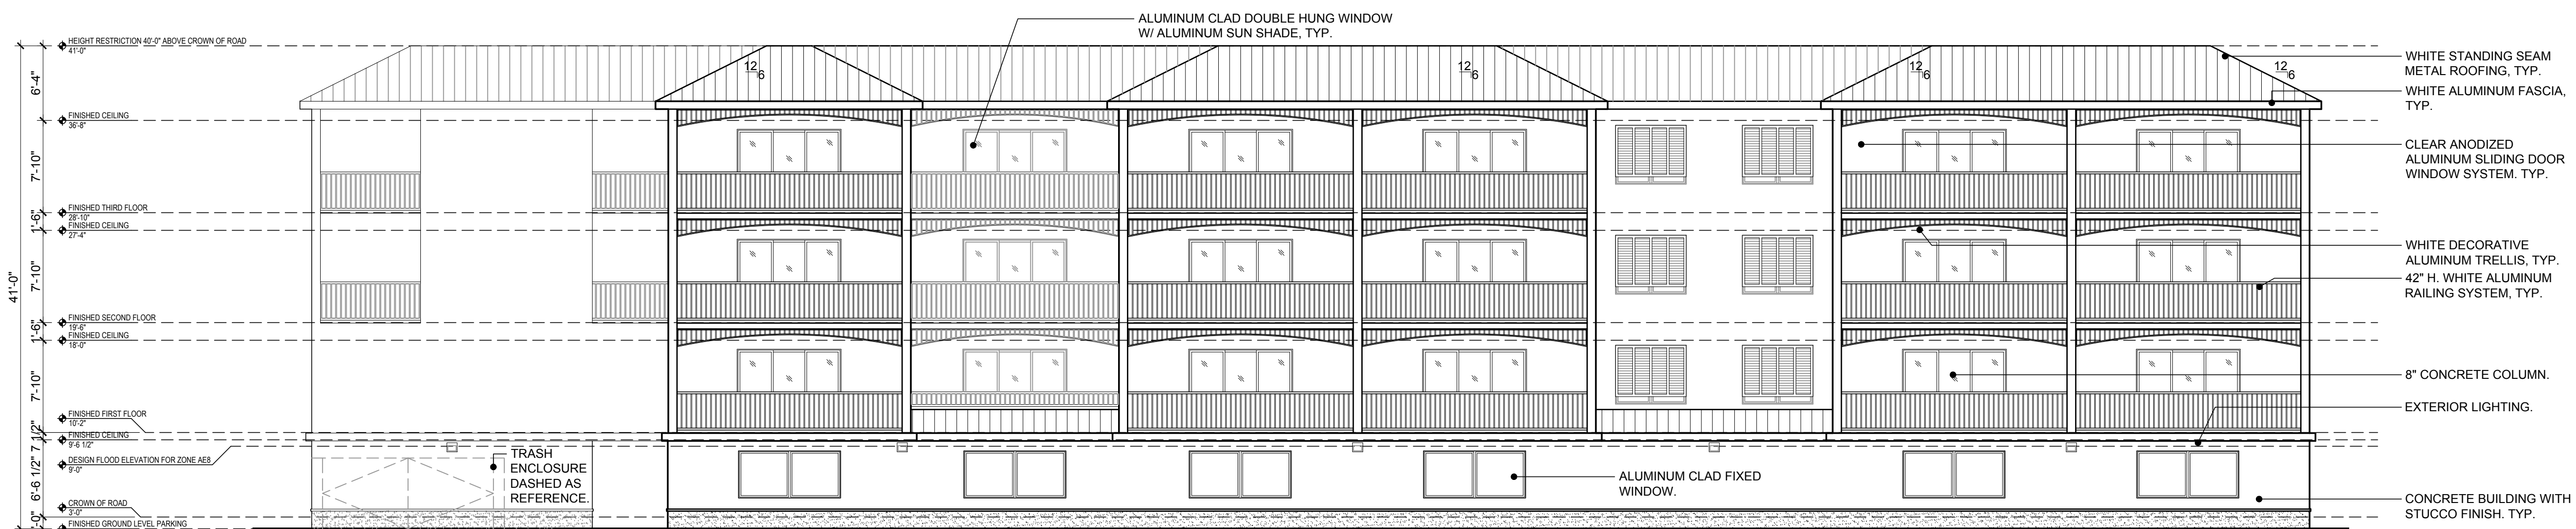 ALUMINUM CLAD DOUBLE HUNG WINDOW
W/ ALUMINUM SUN SHADE, TYP.
HEIGHT RESTRICTION 40'-0" ABOVE CROWN OF ROAD
41'-0"
FINISHED CEILING
36'-8"
FINISHED THIRD FLOOR
28'-10"
FINISHED CEILING
27'-4"
FINISHED SECOND FLOOR
19'-6"
FINISHED CEILING
18'-0"
FINISHED FIRST FLOOR
10'-2"
FINISHED CEILING
9'-6 1/2"
DESIGN FLOOD ELEVATION FOR ZONE AE8
9'-0"
CROWN OF ROAD
3'-0"
FINISHED GROUND LEVEL PARKING
41'-0"
6'-4"
7'-10"
1'-6"
7'-10"
1'-6"
7'-10"
7 1/2"
6'-6 1/2"
12
6
12
6
12
6
12
6
TRASH
ENCLOSURE
DASHED AS
REFERENCE.
ALUMINUM CLAD FIXED
WINDOW.
WHITE STANDING SEAM
METAL ROOFING, TYP.
WHITE ALUMINUM FASCIA,
TYP.
CLEAR ANODIZED
ALUMINUM SLIDING DOOR
WINDOW SYSTEM. TYP.
WHITE DECORATIVE
ALUMINUM TRELLIS, TYP.
42" H. WHITE ALUMINUM
RAILING SYSTEM, TYP.
8" CONCRETE COLUMN.
EXTERIOR LIGHTING.
CONCRETE BUILDING WITH
STUCCO FINISH. TYP.